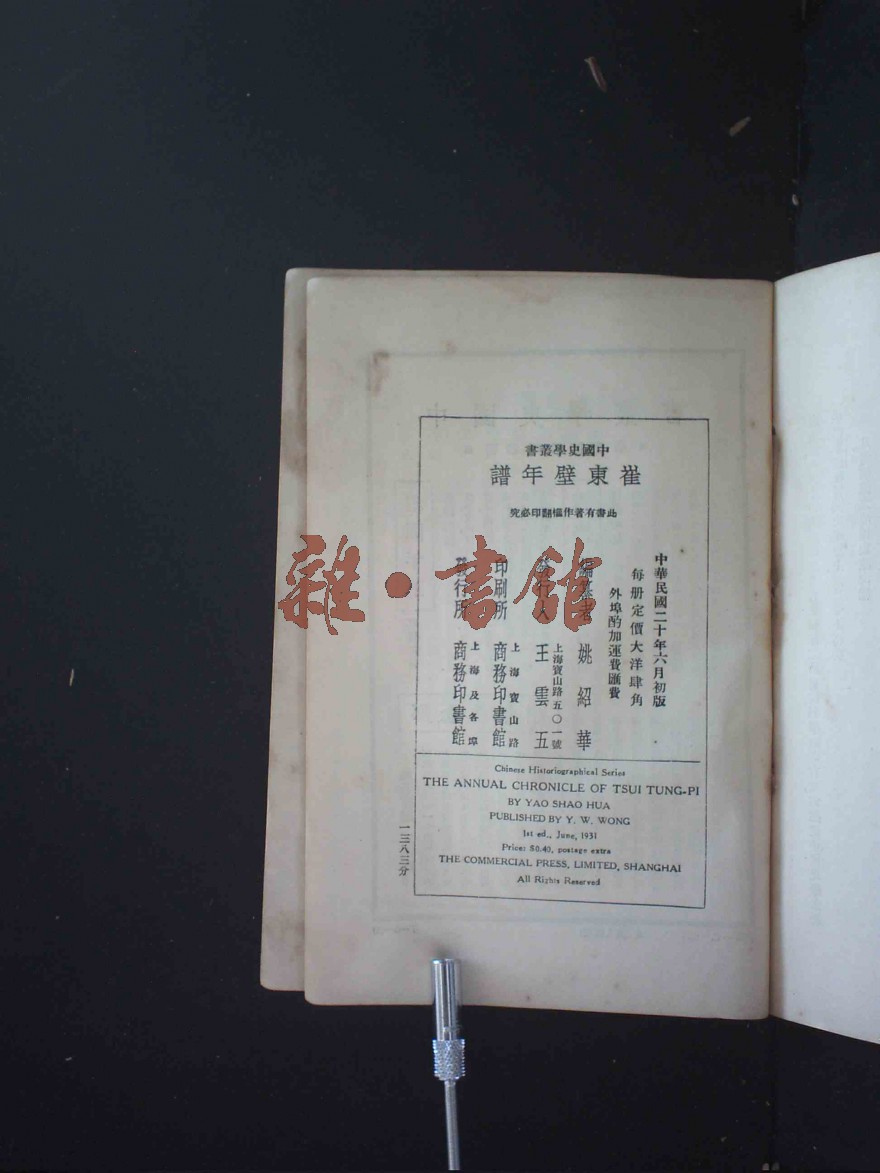 中國史學叢書
崔東壁年譜
此書有著作權翻印必究
中華民國二十年六月初版
每册定價大洋肆角
外埠酌加運費匯費
編纂者 姚紹華
發行人 王雲五
上海寶山路五〇一號
印刷所 商務印書館
上海寶山路
發行所 商務印書館
上海及各埠
Chinese Historiographical Series
THE ANNUAL CHRONICLE OF TSUI TUNG-PI
BY YAO SHAO HUA
PUBLISHED BY Y. W. WONG
1st ed., June, 1931
Price: $0.40, postage extra
THE COMMERCIAL PRESS, LIMITED, SHANGHAI
All Rights Reserved
一三八三分
雜·書館